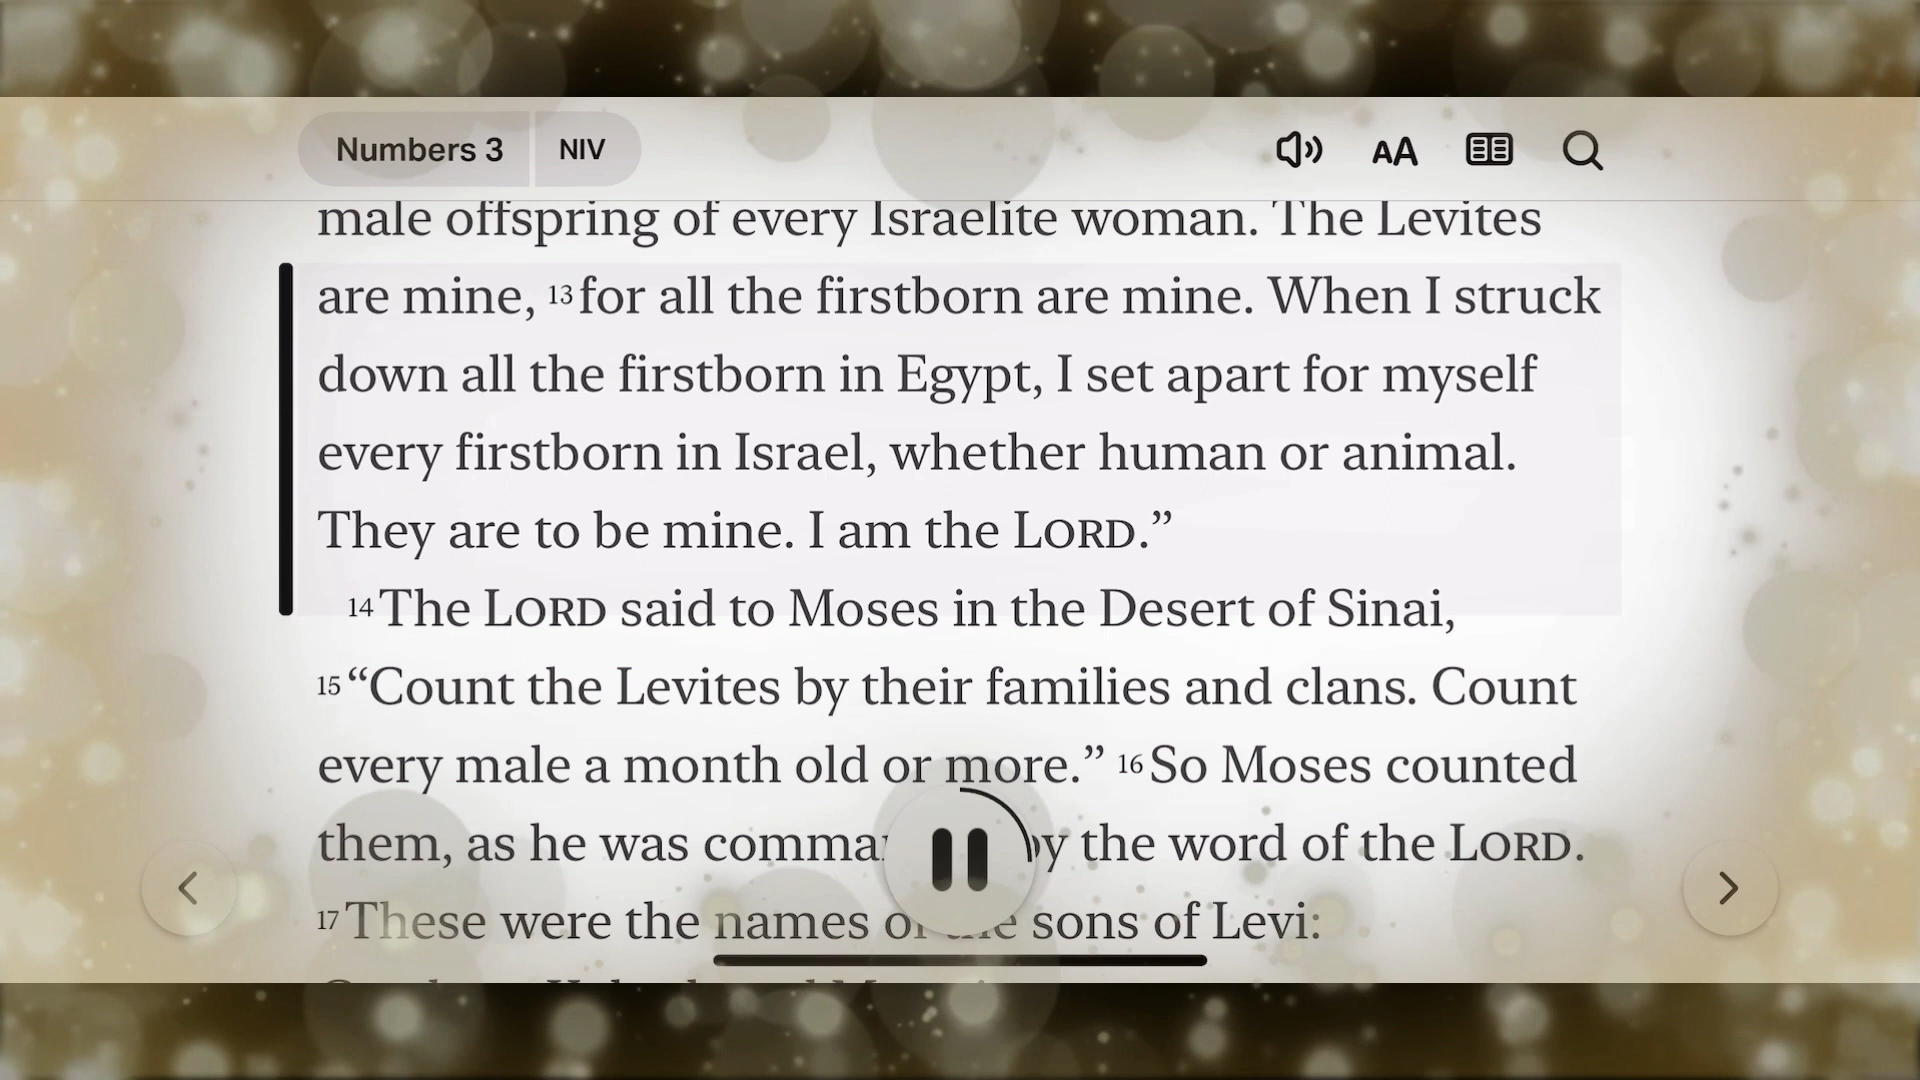 Numbers 3 NIV AA
male offspring of every Israelite woman. The Levites
are mine, 13 for all the firstborn are mine. When I struck
down all the firstborn in Egypt, I set apart for myself
every firstborn in Israel, whether human or animal.
They are to be mine. I am the LORD.”
14 The LORD said to Moses in the Desert of Sinai,
15 “Count the Levites by their families and clans. Count
every male a month old or more.” 16 So Moses counted
them, as he was the word of the LORD.
17 These were the names sons of Levi: